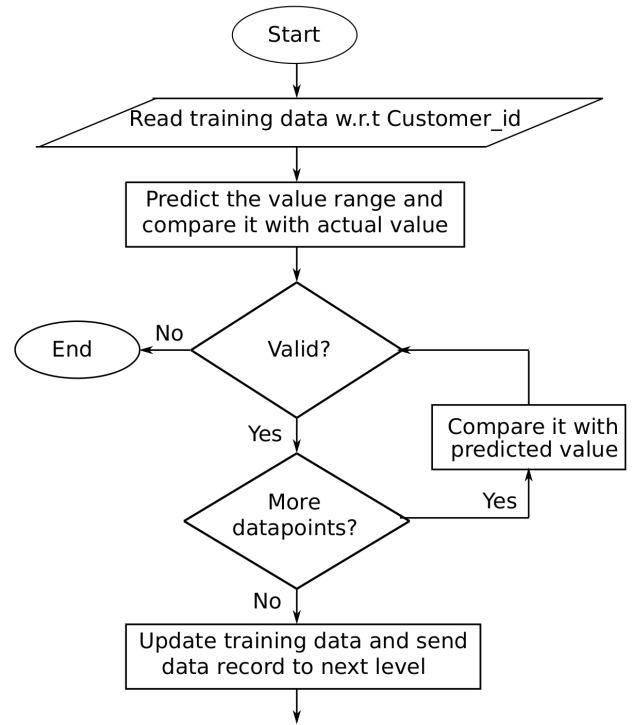 Start
Read training data w.r.t Customer_id
Predict the value range and
compare it with actual value
Valid?
No
End
Yes
Compare it with
predicted value
More
datapoints?
Yes
No
Update training data and send
data record to next level